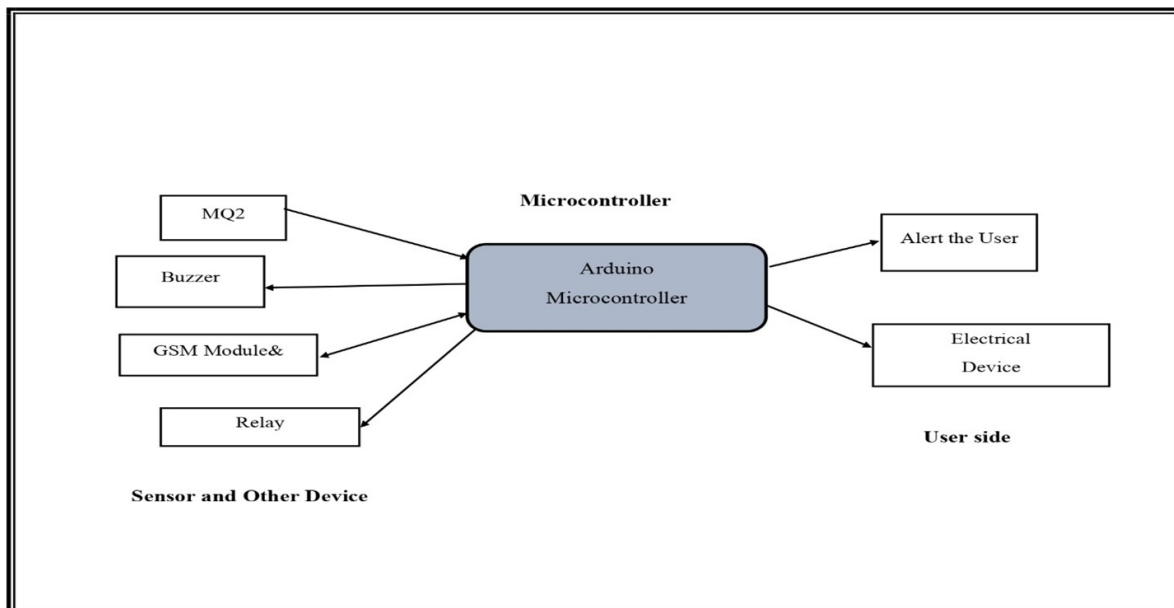 Microcontroller
MQ2
Buzzer
GSM Module&
Relay
Sensor and Other Device
Arduino
Microcontroller
Alert the User
Electrical
Device
User side